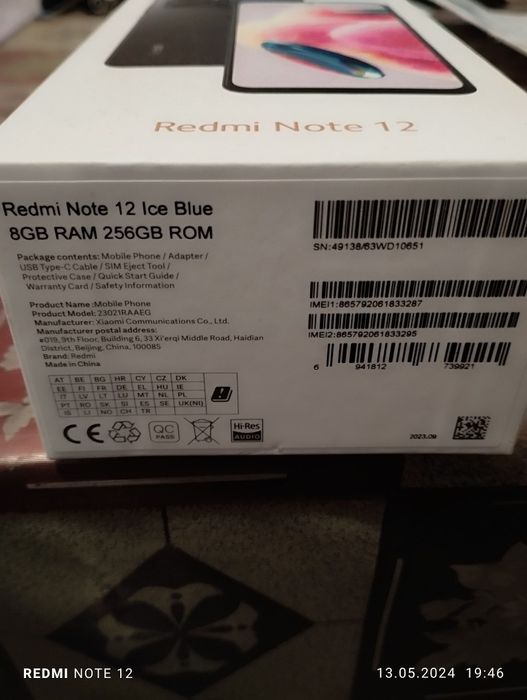 Redmi Note 12
Redmi Note 12 Ice Blue
8GB RAM 256GB ROM
Package contents: Mobile Phone / Adapter /
USB Type-C Cable / SIM Eject Tool /
Protective Case / Quick Start Guide /
Warranty Card / Safety Information
Product Name:Mobile Phone
Product Model:23021RAAEG
Manufacturer: Xiaomi Communications Co., Ltd.
Manufacturer postal address:
#019, 9th Floor, Building 6, 33 Xi'erqi Middle Road, Haidian
District, Beijing, China, 100085
Brand: Redmi
Made in China
AT BE BG HR CY CZ DK
EE FI FR DE EL HU IE
IT LV LT LU MT NL PL
PT RO SK SI ES SE UK(NI)
IS LI NO CH TR
CE
QC
PASS
Hi-Res
AUDIO
SN:49138/63WD10651
IMEI1:865792061833287
IMEI2:865792061833295
6 941812 739921
2023.09
REDMI NOTE 12
13.05.2024 19:46